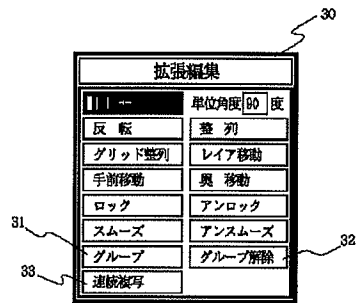 30
拡張編集
単位角度 90 度
反 転 整 列
グリッド整列 レイア移動
手前移動 奥 移動
ロック アンロック
スムーズ アンスムーズ
31
グループ グループ解除
32
33
連続複写